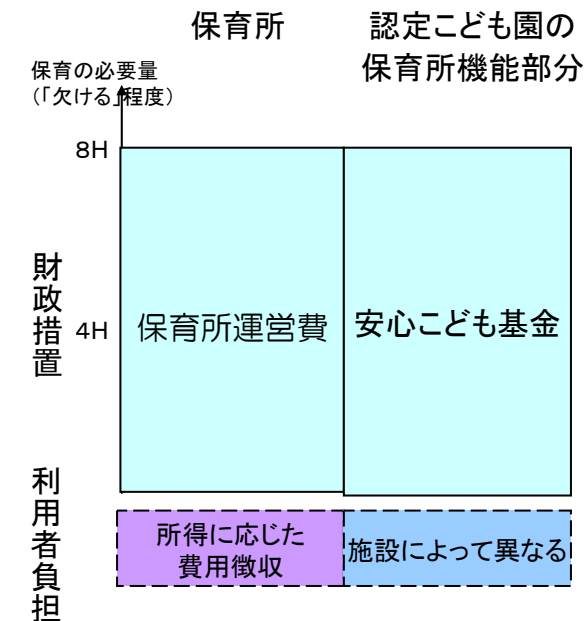 保育所
認定こども園の
保育所機能部分
保育の必要量
(「欠ける」程度)
8H
財政措置
4H
保育所運営費
安心こども基金
利用者負担
所得に応じた
費用徴収
施設によって異なる